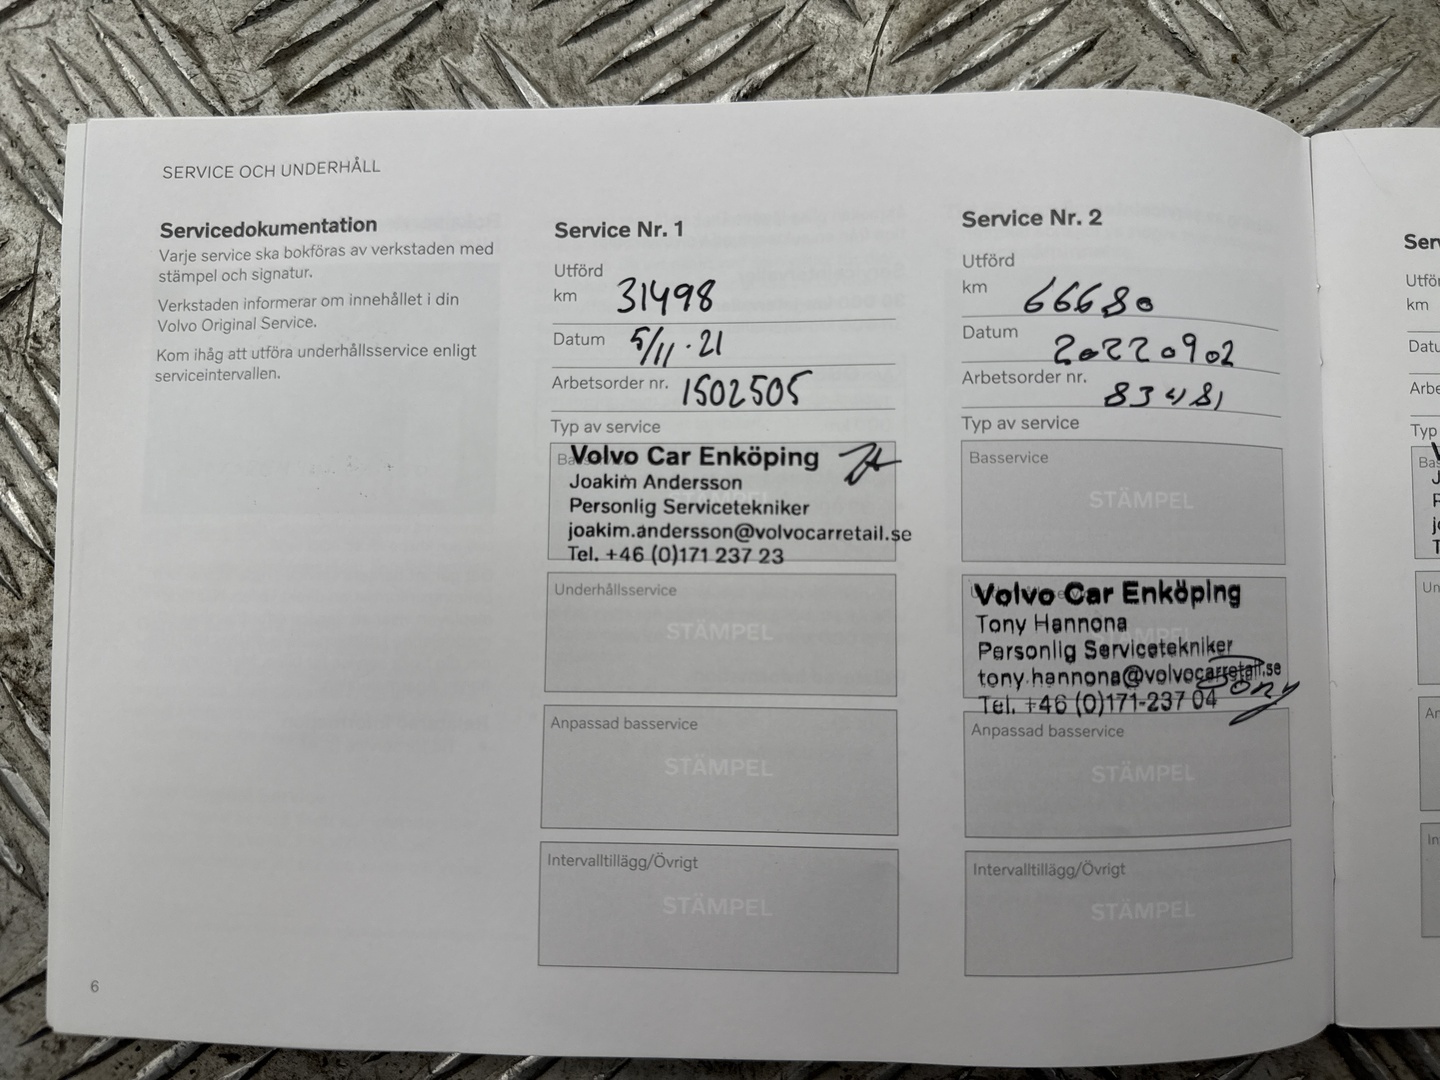 SERVICE OCH UNDERHÅLL
Servicedokumentation
Varje service ska bokföras av verkstaden med
stämpel och signatur.
Verkstaden informerar om innehållet i din
Volvo Original Service.
Kom ihåg att utföra underhållsservice enligt
serviceintervallen.
6
Service Nr. 1
Utförd
km 31498
Datum 5/11·21
Arbetsorder nr. 1502505
Typ av service
Volvo Car Enköping
Joakim Andersson
Personlig Servicetekniker
joakim.andersson@volvocarretail.se
Tel. +46 (0)171 237 23
Underhållsservice
STÄMPEL
Anpassad basservice
STÄMPEL
Intervalltillägg/Övrigt
STÄMPEL
Service Nr. 2
Utförd
km 66680
Datum 20220902
Arbetsorder nr.
Typ av service
Basservice
STÄMPEL
Volvo Car Enköping
Tony Hannona
Personlig Servicetekniker
tony.hannona@volvocarretail.se
Tel. +46 (0)171-237 04
Tony
Anpassad basservice
STÄMPEL
Intervalltillägg/Övrigt
STÄMPEL
km
Typ